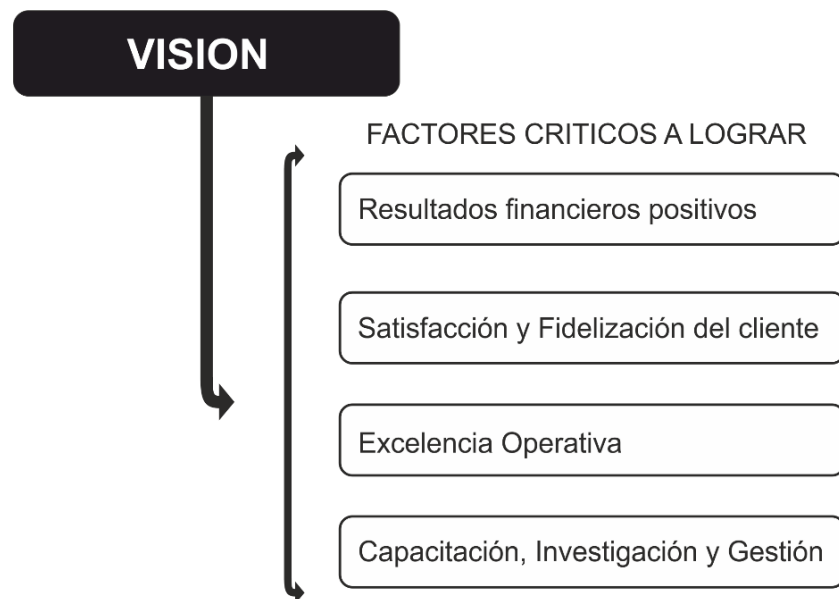 VISION
FACTORES CRITICOS A LOGRAR
Resultados financieros positivos
Satisfacción y Fidelización del cliente
Excelencia Operativa
Capacitación, Investigación y Gestión